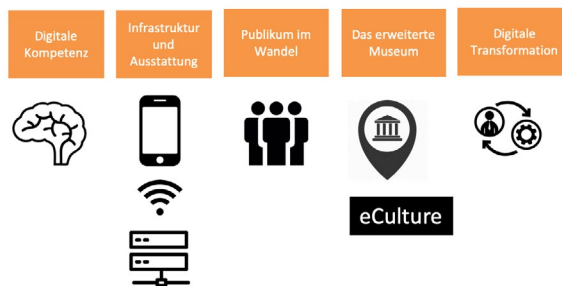 Digitale
Kompetenz
Infrastruktur
und
Ausstattung
Publikum im
Wandel
Das erweiterte
Museum
Digitale
Transformation
eCulture